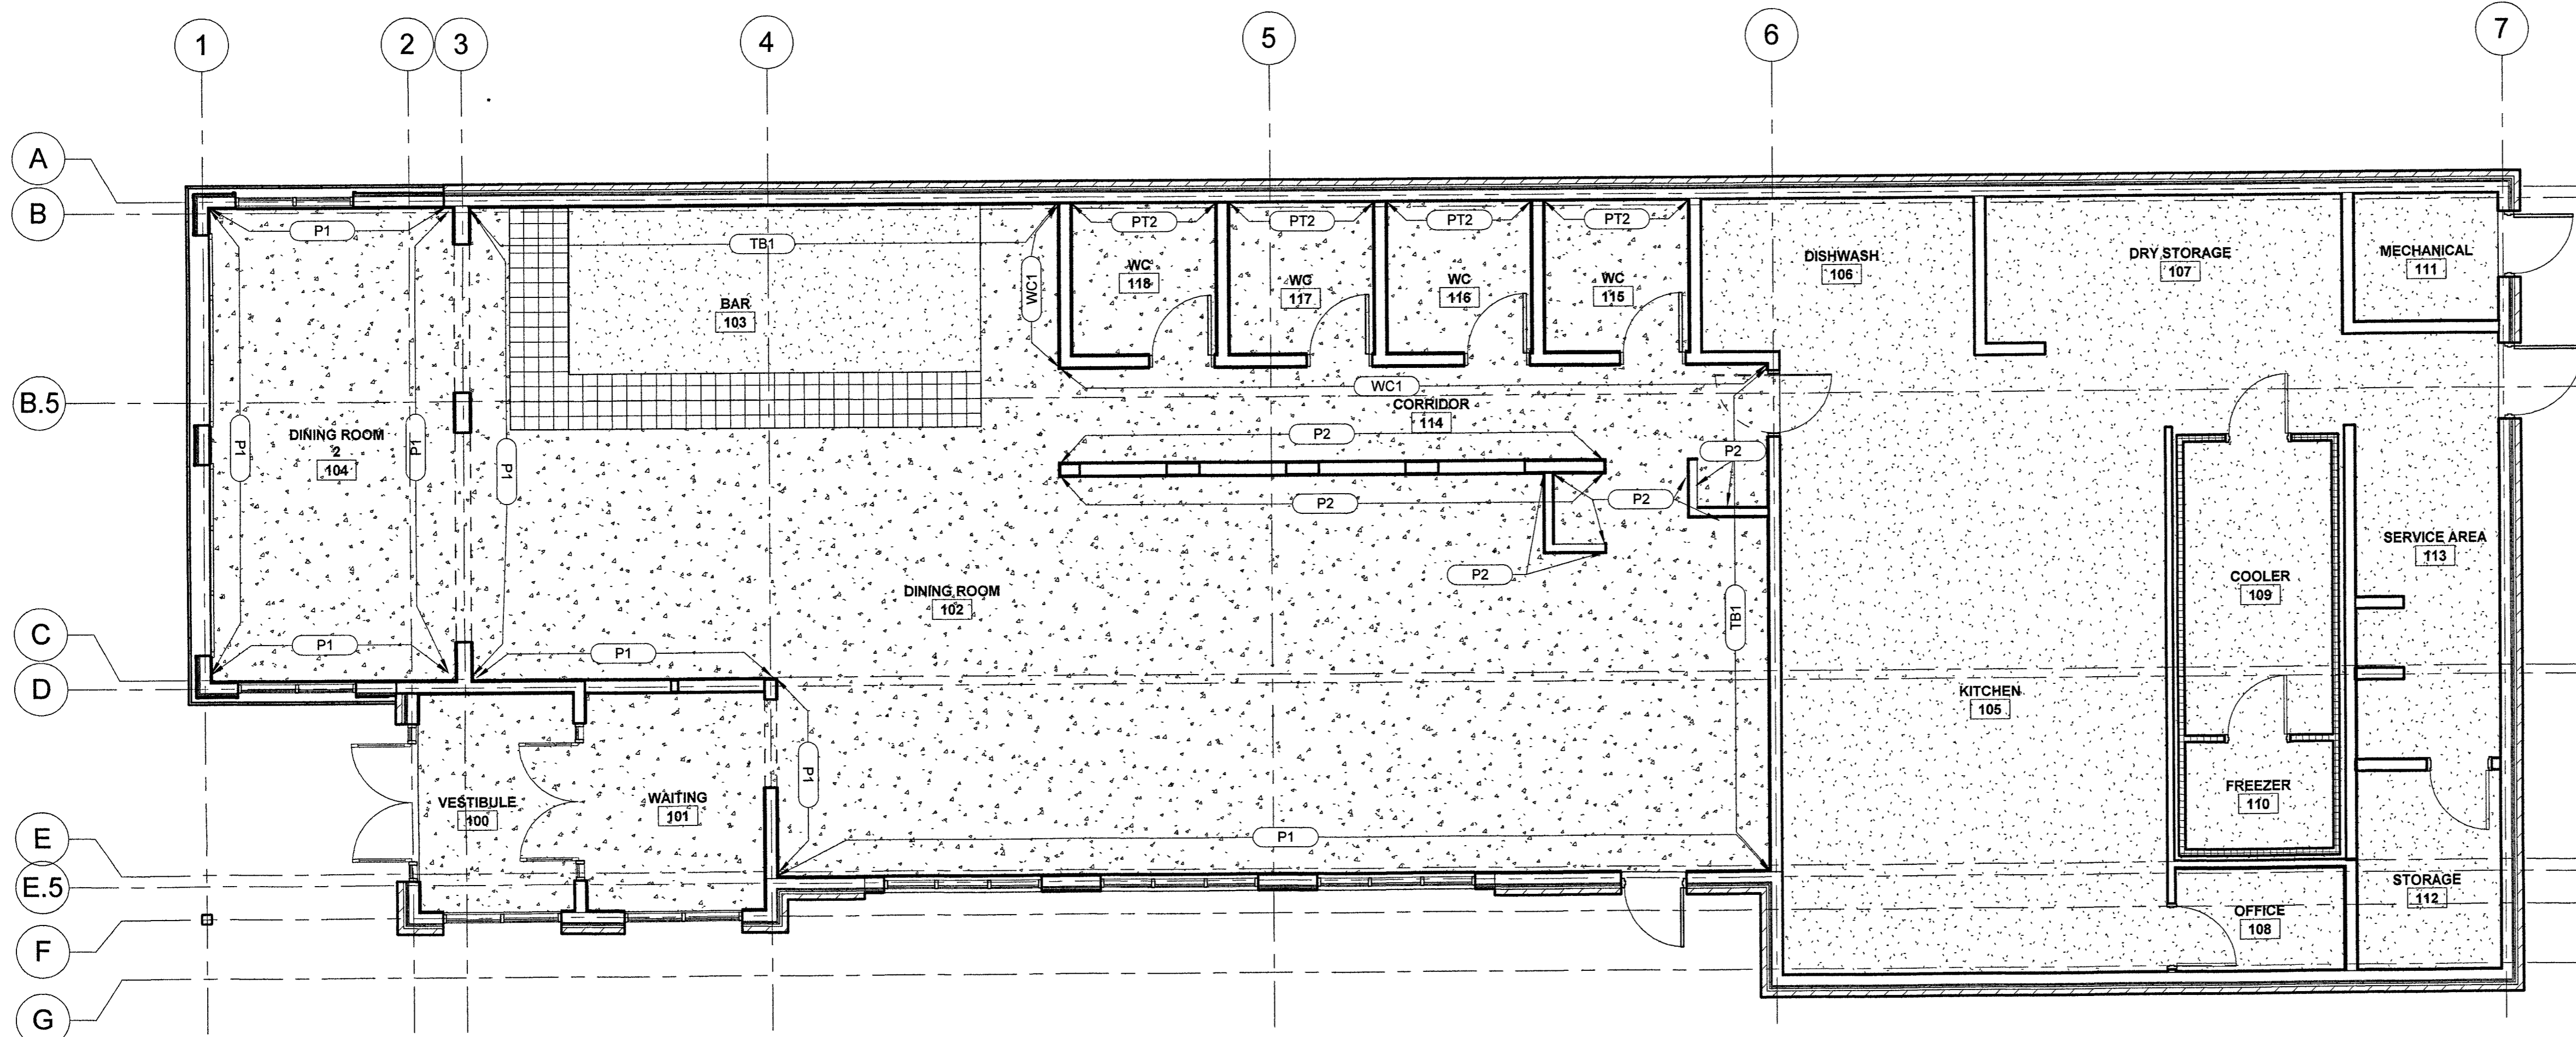 1
2
3
4
5
6
7
A
B
B.5
C
D
E
E.5
F
G
P1
TB1
PT2
PT2
PT2
PT2
WC
118
WC
117
WC
116
WC
115
DISHWASH
106
DRY STORAGE
107
MECHANICAL
111
BAR
103
WC1
WC1
CORRIDOR
114
P1
DINING ROOM
2
104
P1
P1
P2
P2
P2
P2
P2
DINING ROOM
102
TB1
COOLER
109
SERVICE AREA
113
P1
P1
KITCHEN
105
P1
VESTIBULE
100
WAITING
101
P1
FREEZER
110
STORAGE
112
OFFICE
108